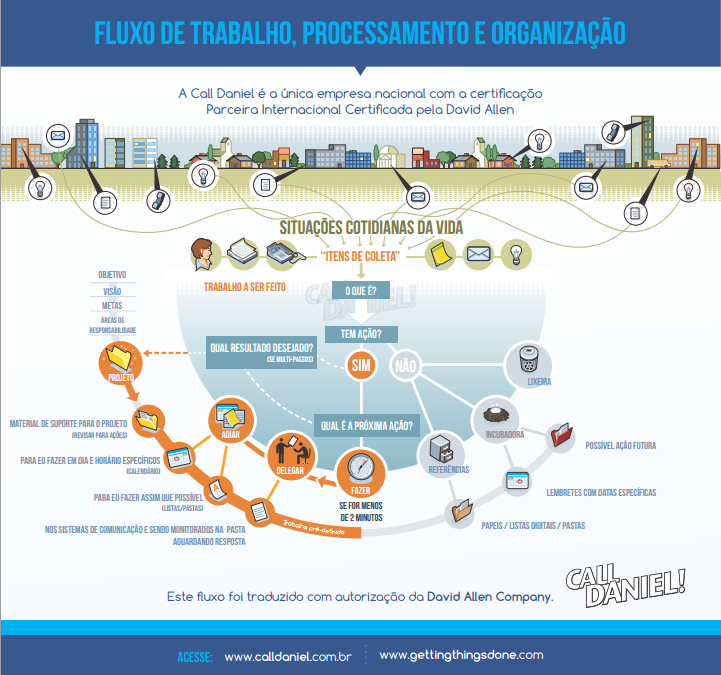 FLUXO DE TRABALHO, PROCESSAMENTO E ORGANIZAÇÃO
A Call Daniel é a única empresa nacional com a certificação
Parceira Internacional Certificada pela David Allen
SITUAÇÕES COTIDIANAS DA VIDA
“ITENS DE COLETA”
TRABALHO A SER FEITO
OBJETIVO
VISÃO
METAS
ÁREAS DE
RESPONSABILIDADE
PROJETO
CALL
DANIEL!
O QUE É?
TEM AÇÃO?
QUAL RESULTADO DESEJADO?
(SE MULTI-PASSOS)
SIM
NÃO
LIXEIRA
QUAL É A PRÓXIMA AÇÃO?
MATERIAL DE SUPORTE PARA O PROJETO
(REVISAR PARA AÇÕES)
ADIAR
INCUBADORA
POSSÍVEL AÇÃO FUTURA
PARA EU FAZER EM DIA E HORÁRIO ESPECÍFICOS
(CALENDÁRIO)
DELEGAR
REFERÊNCIAS
FAZER
PARA EU FAZER ASSIM QUE POSSÍVEL
(LISTAS/PASTAS)
A
LEMBRETES COM DATAS ESPECÍFICAS
SE FOR MENOS
DE 2 MINUTOS
NOS SISTEMAS DE COMUNICAÇÃO E SENDO MONITORADOS NA PASTA
AGUARDANDO RESPOSTA
Trabalho pré-definido
PAPEIS / LISTAS DIGITAIS / PASTAS
CALL
DANIEL!
Este fluxo foi traduzido com autorização da David Allen Company.
ACESSE: www.calldaniel.com.br www.gettingthingsdone.com